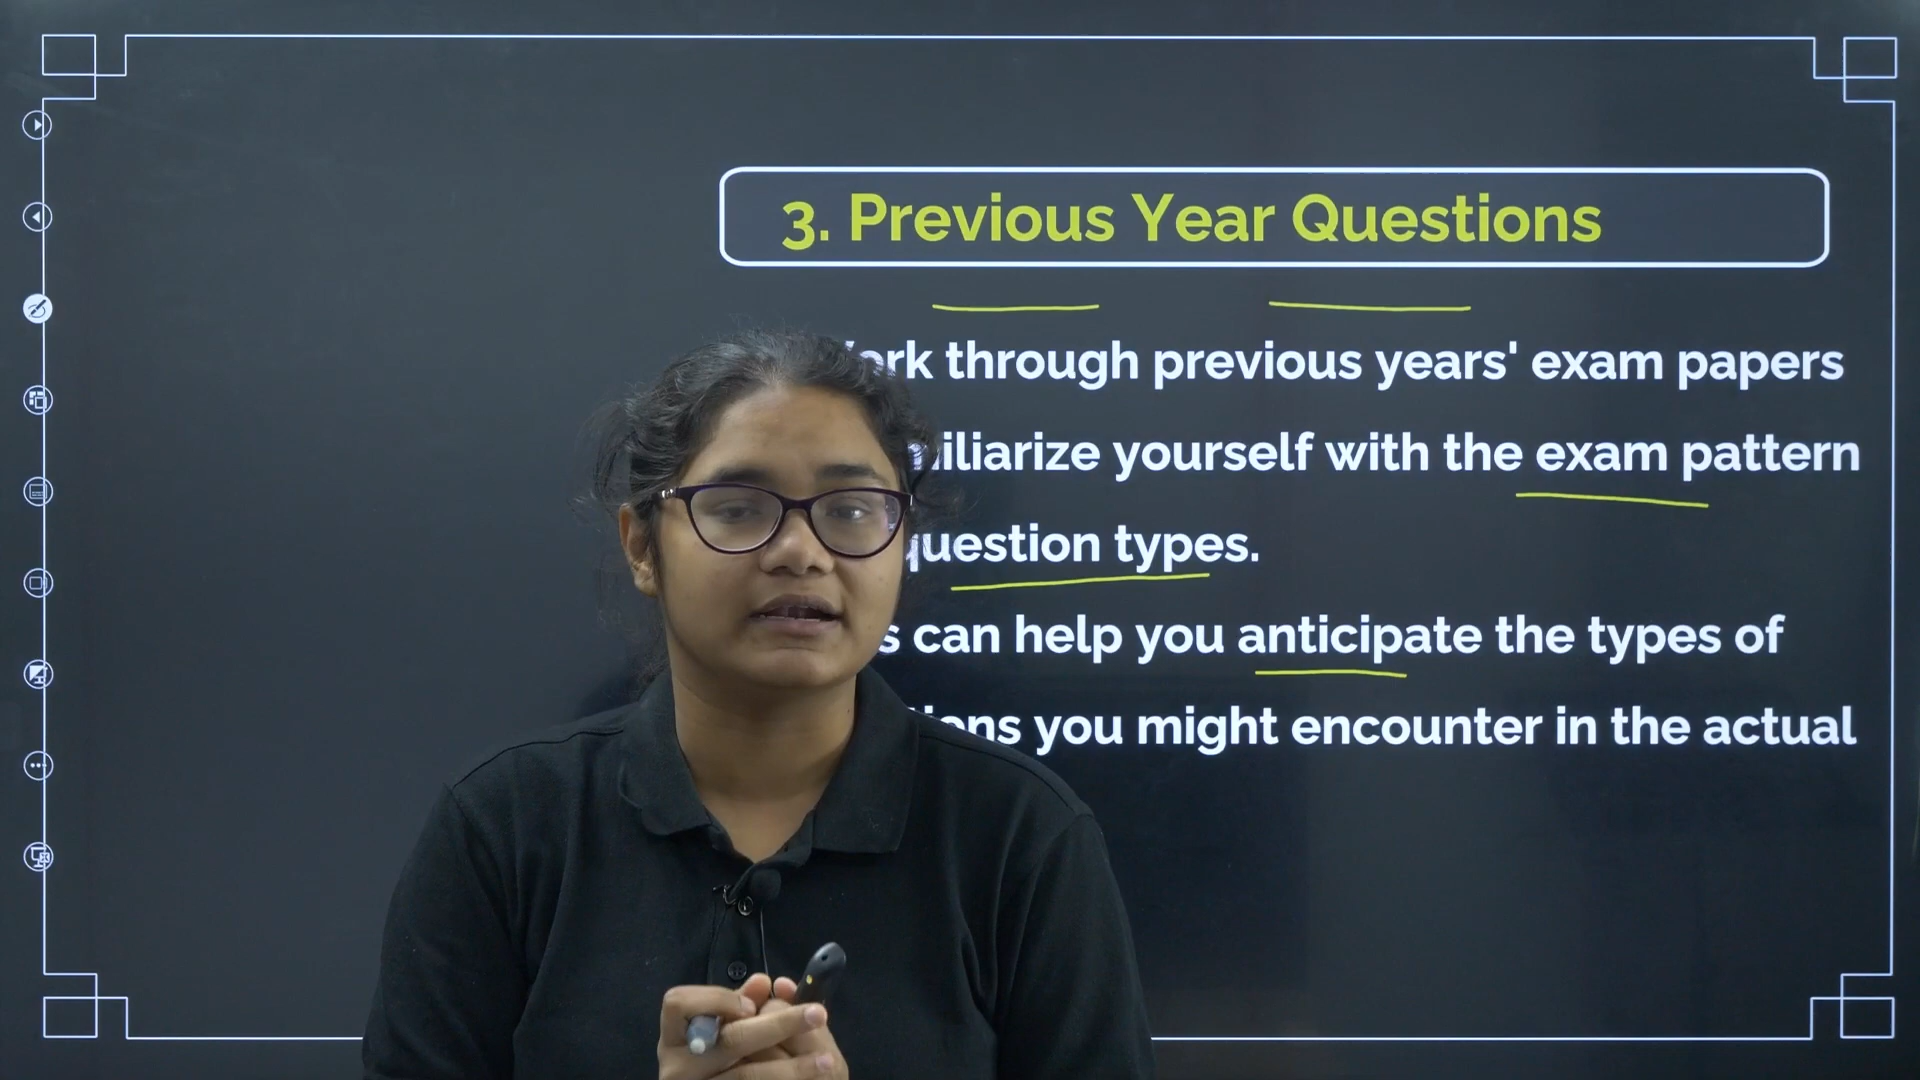 3. Previous Year Questions
through previous years' exam papers
yourself with the exam pattern
question types.
can help you anticipate the types of
you might encounter in the actual